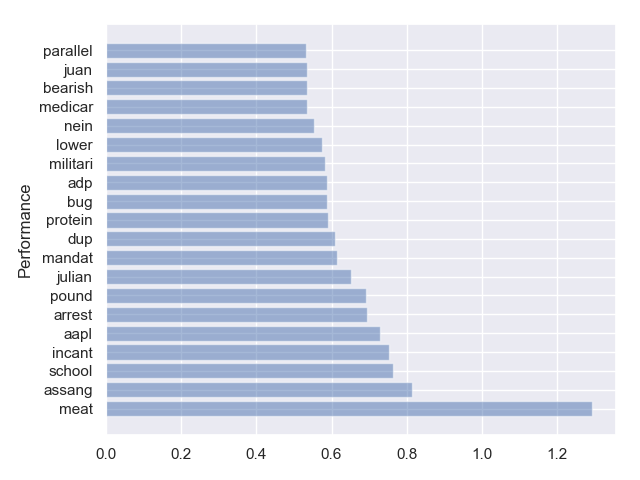 parallel
juan
bearish
medicar
nein
lower
militari
adp
bug
protein
dup
mandat
julian
pound
arrest
aapl
incant
school
assang
meat
Performance
0.0 0.2 0.4 0.6 0.8 1.0 1.2